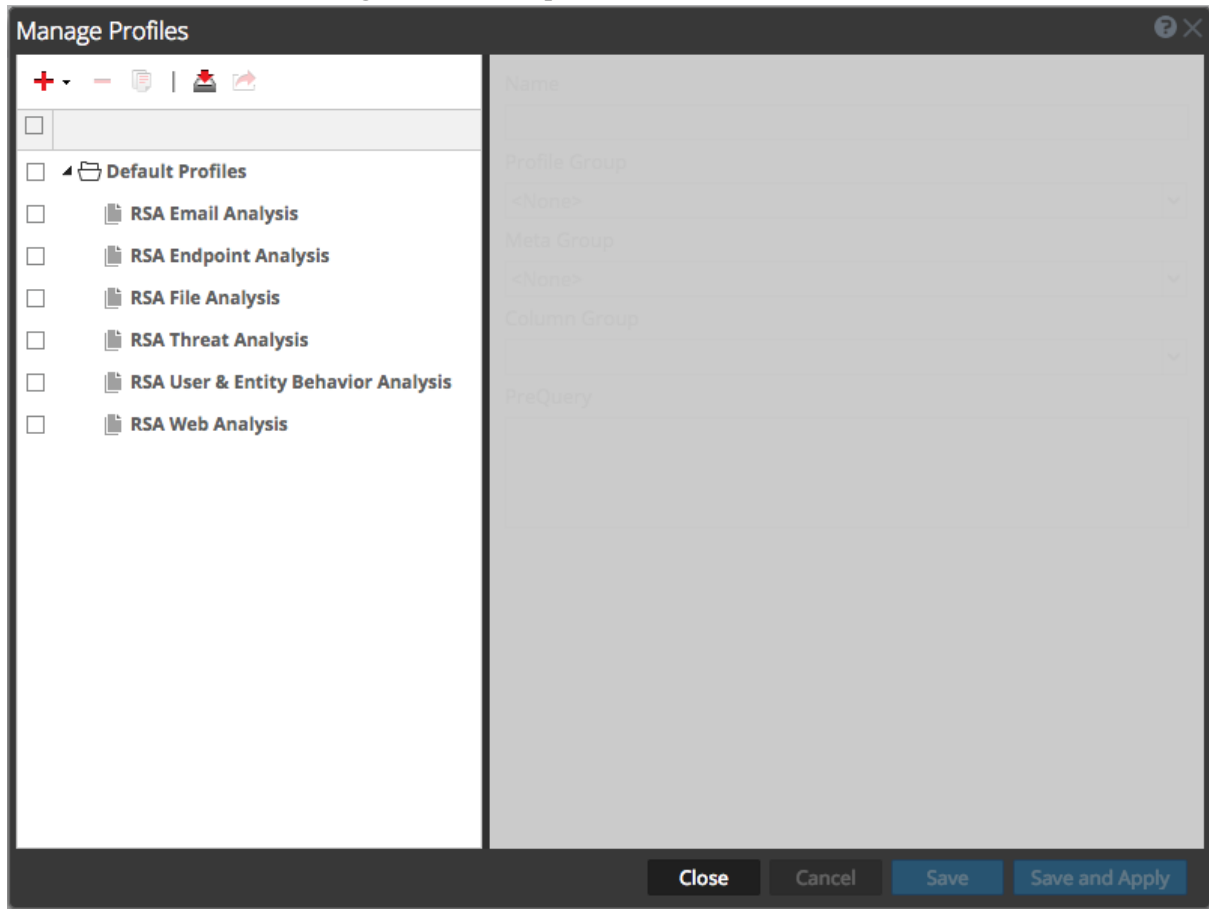 Manage Profiles
Name
Profile Group
<None>
Meta Group
<None>
Column Group
PreQuery
Default Profiles
RSA Email Analysis
RSA Endpoint Analysis
RSA File Analysis
RSA Threat Analysis
RSA User & Entity Behavior Analysis
RSA Web Analysis
Close Cancel Save Save and Apply